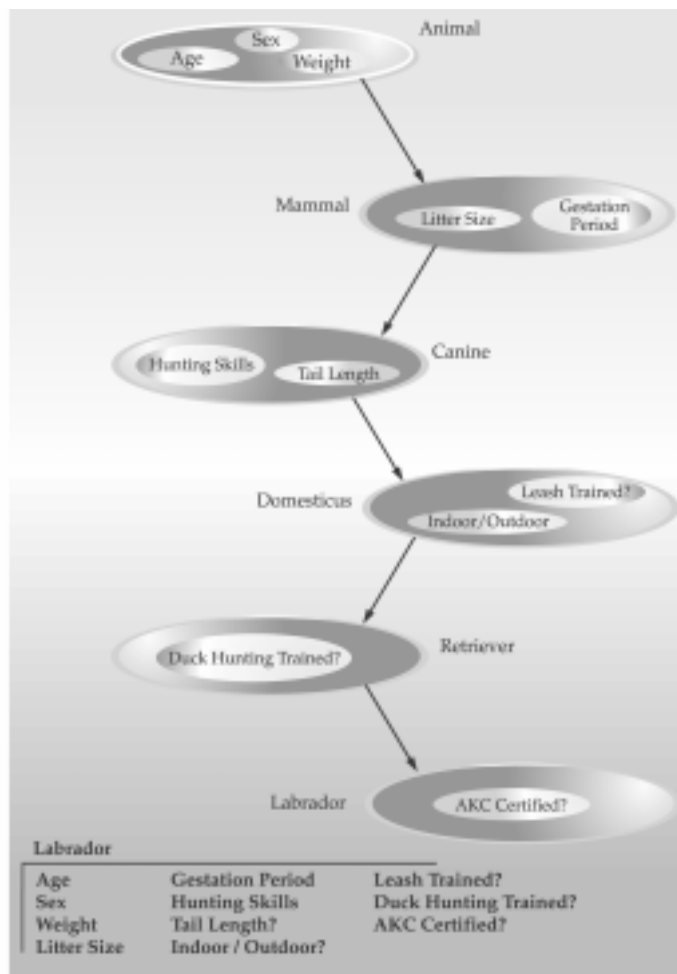 Animal
Sex
Age
Weight
Mammal
Litter Size
Gestation
Period
Canine
Hunting Skills
Tail Length
Domesticus
Leash Trained?
Indoor/Outdoor
Retriever
Duck Hunting Trained?
Labrador
AKC Certified?
Labrador
Age Gestation Period Leash Trained?
Sex Hunting Skills Duck Hunting Trained?
Weight Tail Length? AKC Certified?
Litter Size Indoor / Outdoor?